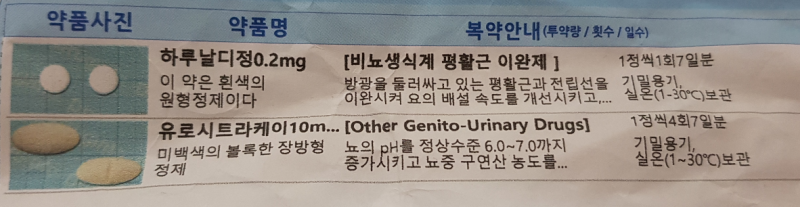 약품사진 약품명 복약안내(투약량 / 횟수 / 일수)
하루날디정0.2mg [비뇨생식계 평활근 이완제 ] 1정씩1회7일분
이 약은 흰색의 방광을 둘러싸고 있는 평활근과 전립선을 기밀용기,
원형정제이다 이완시켜 요의 배설 속도를 개선시키고,... 실온(1-30℃)보관
유로시트라케이10m... [Other Genito-Urinary Drugs] 1정씩4회7일분
미백색의 볼록한 장방형 뇨의 pH를 정상수준 6.0~7.0까지 기밀용기,
정제 증가시키고 뇨중 구연산 농도를... 실온(1~30℃)보관